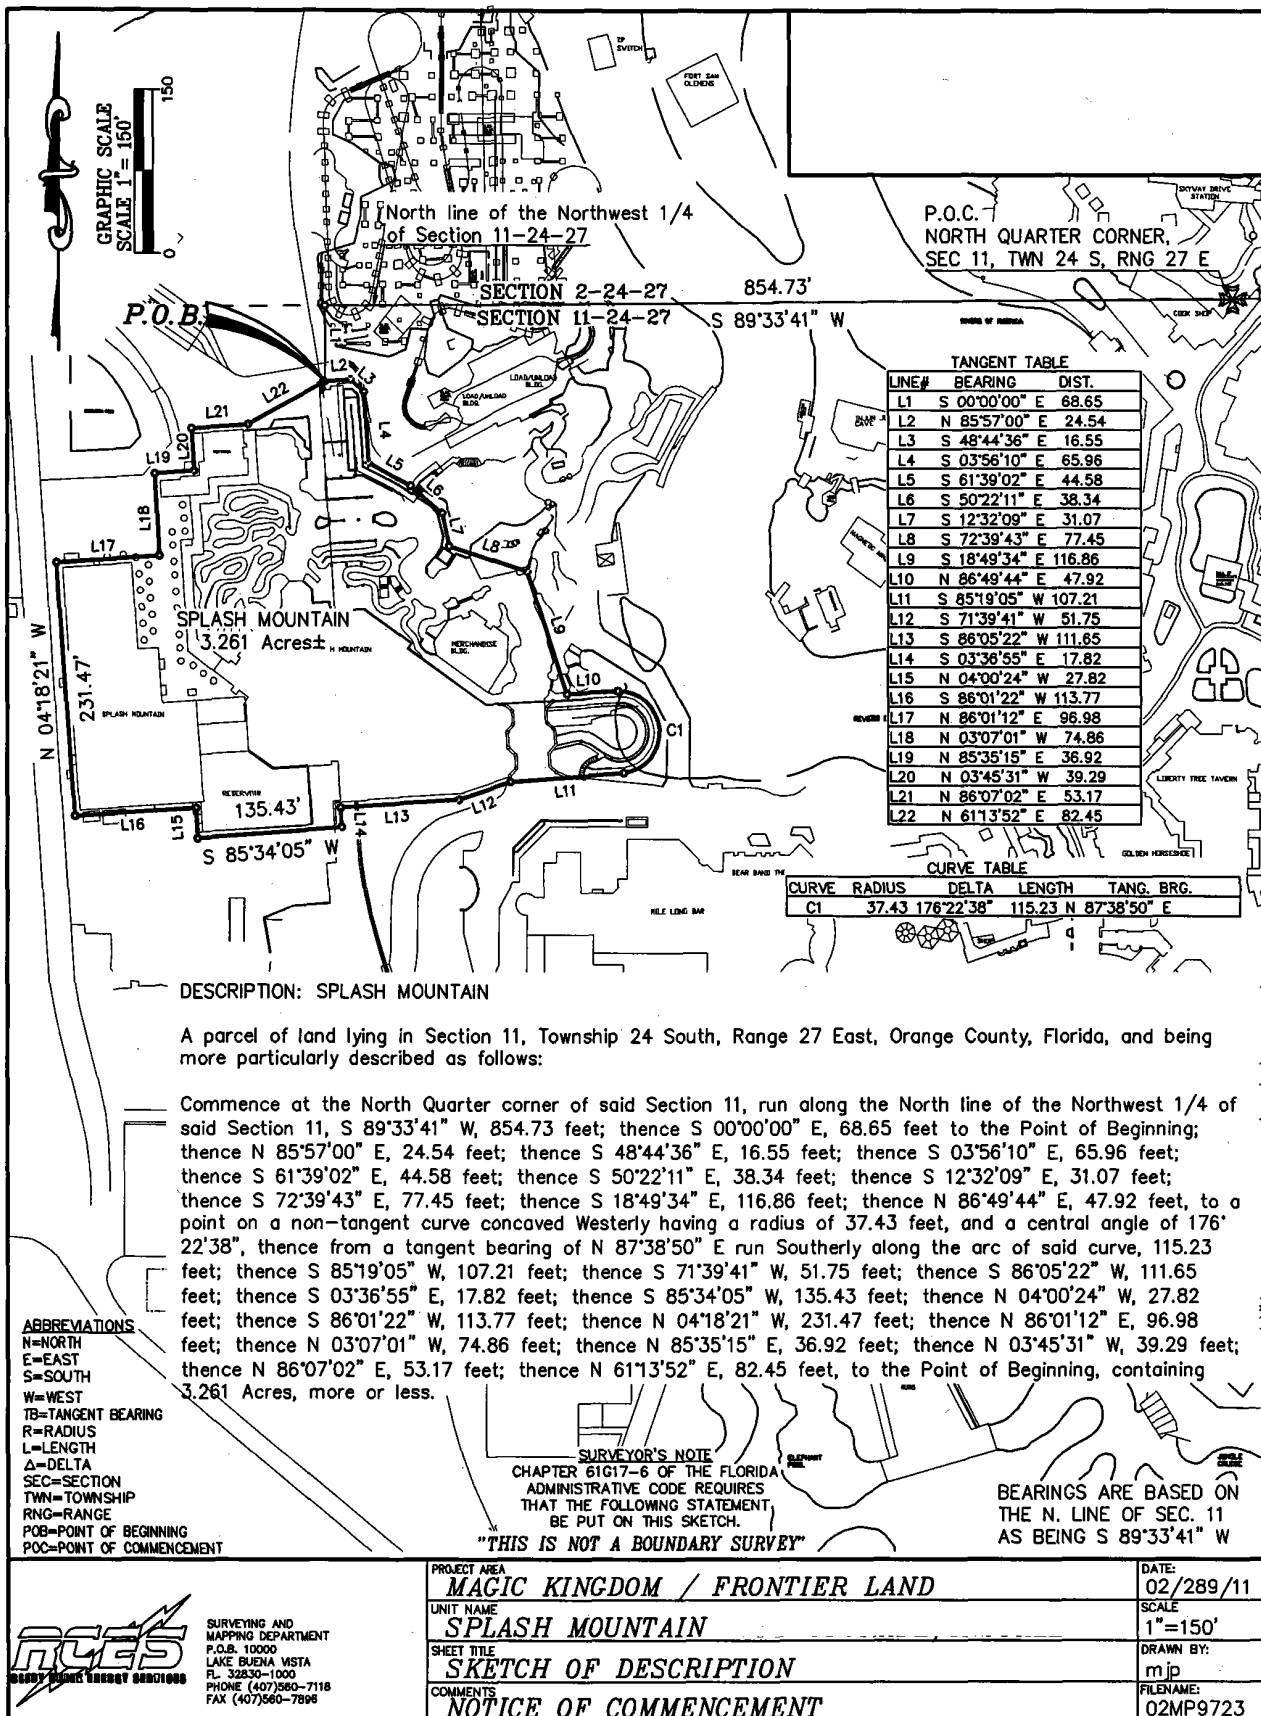 GRAPHIC SCALE
SCALE 1"= 150'
0
150
ZP
SWITCH
FORT SAM
CLEMENS
SKYWAY DRIVE
STATION
North line of the Northwest 1/4
of Section 11-24-27
P.O.C.
NORTH QUARTER CORNER,
SEC 11, TWN 24 S, RNG 27 E
SECTION 2-24-27
SECTION 11-24-27
854.73'
S 89°33'41" W
COOK SHED
RIVERS OF AMERICA
P.O.B.
L1
L2
L3
L4
L5
L6
L7
L8
L9
L10
C1
L11
L13
L14
L15
L16
L17
L18
L19
L20
L21
L22
LOAD/UNLOAD
BLDG.
LOAD/UNLOAD
BLDG.
SPLASH MOUNTAIN
3.261 Acres±
H MOUNTAIN
MERCHANDISE
BLDG.
SPLASH MOUNTAIN
N 04°18'21" W
231.47'
RESERVOIR
135.43'
S 85°34'05" W
BEAR BAND THE
MILE LONG BAR
LIBERTY TREE TAVERN
GOLDEN HORSESHOE
TANGENT TABLE
LINE# BEARING DIST.
L1 S 00°00'00" E 68.65
L2 N 85°57'00" E 24.54
L3 S 48°44'36" E 16.55
L4 S 03°56'10" E 65.96
L5 S 61°39'02" E 44.58
L6 S 50°22'11" E 38.34
L7 S 12°32'09" E 31.07
L8 S 72°39'43" E 77.45
L9 S 18°49'34" E 116.86
L10 N 86°49'44" E 47.92
L11 S 85°19'05" W 107.21
L12 S 71°39'41" W 51.75
L13 S 86°05'22" W 111.65
L14 S 03°36'55" E 17.82
L15 N 04°00'24" W 27.82
L16 S 86°01'22" W 113.77
L17 N 86°01'12" E 96.98
L18 N 03°07'01" W 74.86
L19 N 85°35'15" E 36.92
L20 N 03°45'31" W 39.29
L21 N 86°07'02" E 53.17
L22 N 61°13'52" E 82.45
CURVE TABLE
CURVE RADIUS DELTA LENGTH TANG. BRG.
C1 37.43 176°22'38" 115.23 N 87°38'50" E
DESCRIPTION: SPLASH MOUNTAIN
A parcel of land lying in Section 11, Township 24 South, Range 27 East, Orange County, Florida, and being
more particularly described as follows:
Commence at the North Quarter corner of said Section 11, run along the North line of the Northwest 1/4 of
said Section 11, S 89°33'41" W, 854.73 feet; thence S 00°00'00" E, 68.65 feet to the Point of Beginning;
thence N 85°57'00" E, 24.54 feet; thence S 48°44'36" E, 16.55 feet; thence S 03°56'10" E, 65.96 feet;
thence S 61°39'02" E, 44.58 feet; thence S 50°22'11" E, 38.34 feet; thence S 12°32'09" E, 31.07 feet;
thence S 72°39'43" E, 77.45 feet; thence S 18°49'34" E, 116.86 feet; thence N 86°49'44" E, 47.92 feet, to a
point on a non-tangent curve concaved Westerly having a radius of 37.43 feet, and a central angle of 176°
22'38", thence from a tangent bearing of N 87°38'50" E run Southerly along the arc of said curve, 115.23
feet; thence S 85°19'05" W, 107.21 feet; thence S 71°39'41" W, 51.75 feet; thence S 86°05'22" W, 111.65
feet; thence S 03°36'55" E, 17.82 feet; thence S 85°34'05" W, 135.43 feet; thence N 04°00'24" W, 27.82
feet; thence S 86°01'22" W, 113.77 feet; thence N 04°18'21" W, 231.47 feet; thence N 86°01'12" E, 96.98
feet; thence N 03°07'01" W, 74.86 feet; thence N 85°35'15" E, 36.92 feet; thence N 03°45'31" W, 39.29 feet;
thence N 86°07'02" E, 53.17 feet; thence N 61°13'52" E, 82.45 feet, to the Point of Beginning, containing
3.261 Acres, more or less.
ABBREVIATIONS
N=NORTH
E=EAST
S=SOUTH
W=WEST
TB=TANGENT BEARING
R=RADIUS
L=LENGTH
Δ=DELTA
SEC=SECTION
TWN=TOWNSHIP
RNG=RANGE
POB=POINT OF BEGINNING
POC=POINT OF COMMENCEMENT
SURVEYOR'S NOTE
CHAPTER 61G17-6 OF THE FLORIDA
ADMINISTRATIVE CODE REQUIRES
THAT THE FOLLOWING STATEMENT
BE PUT ON THIS SKETCH.
"THIS IS NOT A BOUNDARY SURVEY"
ELEPHANT
POOL
JUNGLE
CRUISE
BEARINGS ARE BASED ON
THE N. LINE OF SEC. 11
AS BEING S 89°33'41" W
RCES
REEDY CREEK ENERGY SERVICES
SURVEYING AND
MAPPING DEPARTMENT
P.O.B. 10000
LAKE BUENA VISTA
FL. 32830-1000
PHONE (407)560-7118
FAX (407)560-7896
PROJECT AREA
MAGIC KINGDOM / FRONTIER LAND
UNIT NAME
SPLASH MOUNTAIN
SHEET TITLE
SKETCH OF DESCRIPTION
COMMENTS
NOTICE OF COMMENCEMENT
DATE:
02/289/11
SCALE
1"=150'
DRAWN BY:
mjp
FILENAME:
02MP9723